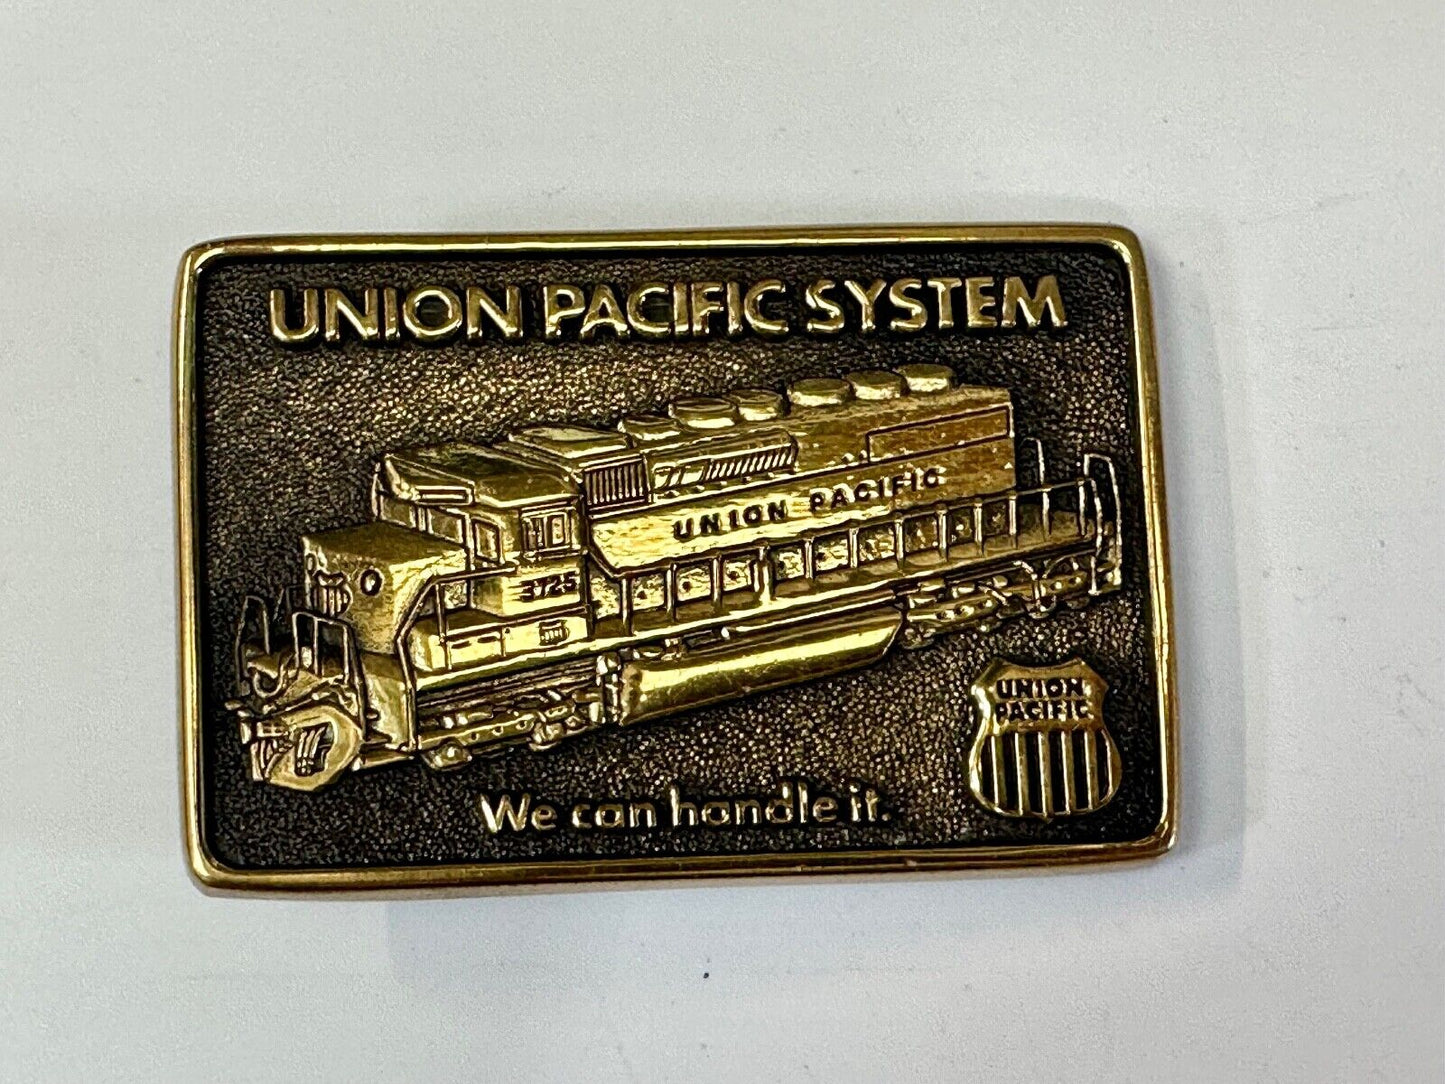 UNION PACIFIC SYSTEM
UNION PACIFIC
3725
UNION
PACIFIC
We can handle it.